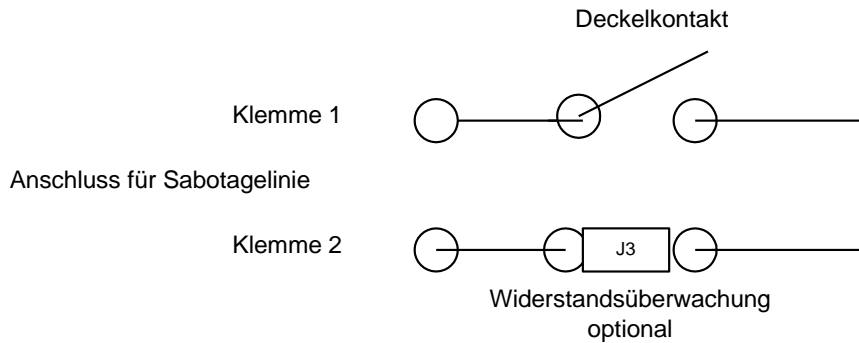 Deckelkontakt
Klemme 1
Anschluss für Sabotagelinie
Klemme 2
J3
Widerstandsüberwachung
optional